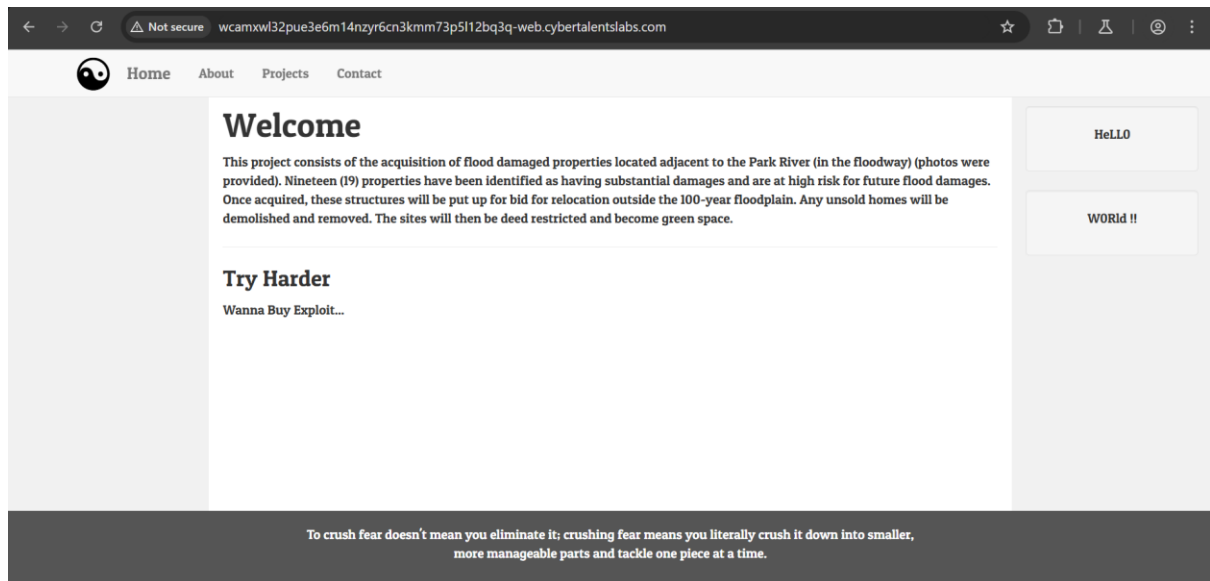 Not secure wcamxwl32pue3e6m14nzyr6cn3kmm73p5l12bq3q-web.cybertalentslabs.com
Home About Projects Contact
Welcome
This project consists of the acquisition of flood damaged properties located adjacent to the Park River (in the floodway) (photos were
provided). Nineteen (19) properties have been identified as having substantial damages and are at high risk for future flood damages.
Once acquired, these structures will be put up for bid for relocation outside the 100-year floodplain. Any unsold homes will be
demolished and removed. The sites will then be deed restricted and become green space.
Try Harder
Wanna Buy Exploit...
HeLL0
W0Rld !!
To crush fear doesn't mean you eliminate it; crushing fear means you literally crush it down into smaller,
more manageable parts and tackle one piece at a time.